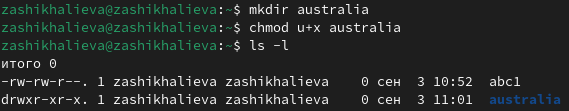 zashikhalieva@zashikhalieva:~$ mkdir australia
zashikhalieva@zashikhalieva:~$ chmod u+x australia
zashikhalieva@zashikhalieva:~$ ls -l
итого 0
-rw-rw-r--. 1 zashikhalieva zashikhalieva 0 сен 3 10:52 abc1
drwxr-xr-x. 1 zashikhalieva zashikhalieva 0 сен 3 11:01 australia